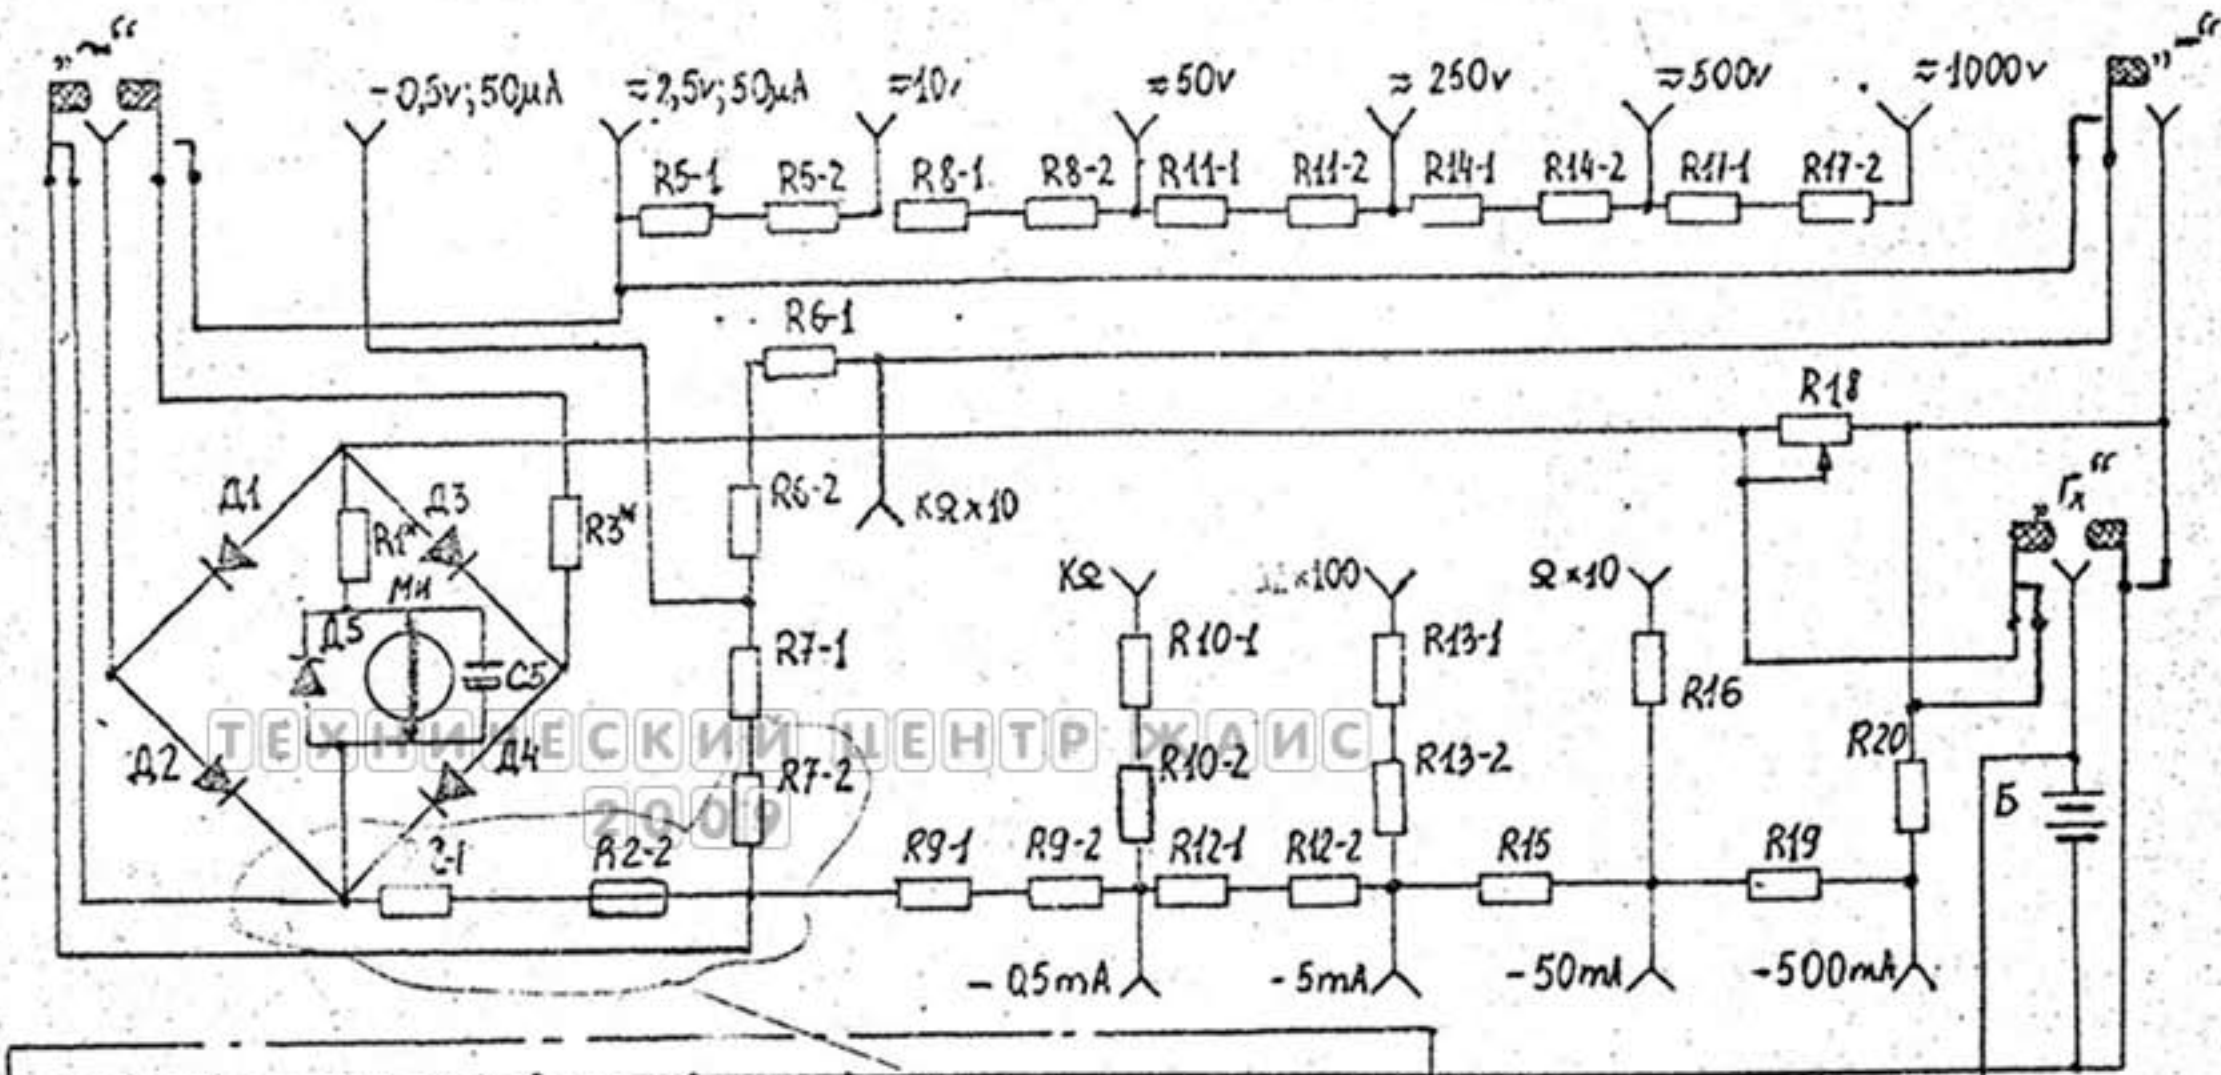 „~“
-0,5v;50µA
≂2,5v;50µA
≂10v
≂50v
≂250v
≂500v
≂1000v
„-“
R5-1
R5-2
R8-1
R8-2
R11-1
R11-2
R14-1
R14-2
R17-1
R17-2
R6-1
R18
Д1
Д3
R1*
R3*
R6-2
KΩ×10
„rx“
MИ
Д5
C5
KΩ
×100
Ω×10
R7-1
R10-1
R13-1
R16
ТЕХНИЧЕСКИЙ ЦЕНТР ЖАИС
2009
Д2
Д4
R7-2
R10-2
R13-2
R20
Б
2-1
R2-2
R9-1
R9-2
R12-1
R12-2
R15
R19
-0,5mA
-5mA
-50mA
-500mA